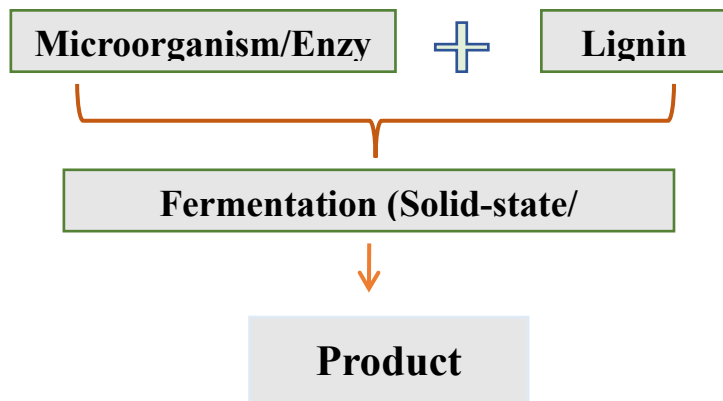 Microorganism/Enzy
Lignin
Fermentation (Solid-state/
Product